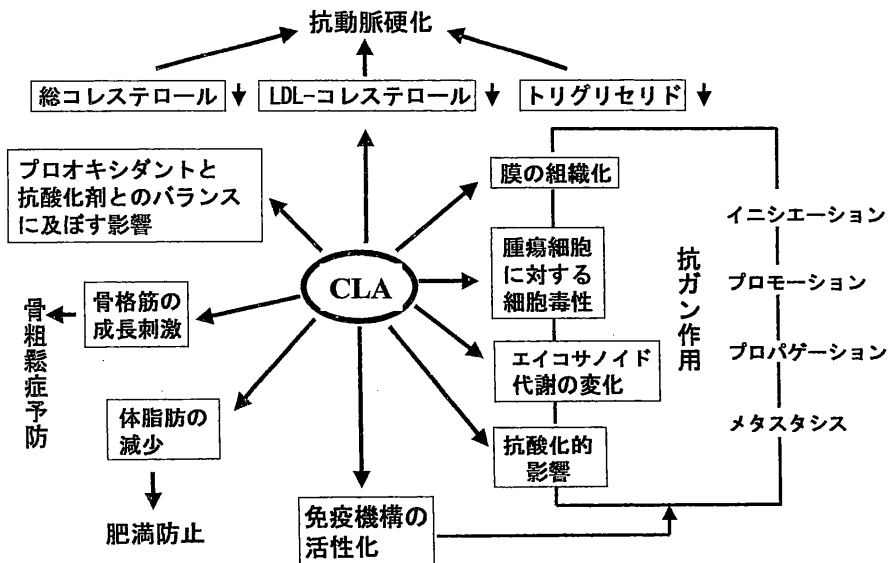 抗動脈硬化
総コレステロール
LDL-コレステロール
トリグリセリド
プロオキシダントと
抗酸化剤とのバランス
に及ぼす影響
膜の組織化
腫瘍細胞
に対する
細胞毒性
CLA
骨格筋の
成長刺激
骨粗鬆症予防
エイコサノイド
代謝の変化
体脂肪の
減少
抗酸化的
影響
肥満防止
免疫機構の
活性化
抗ガン作用
イニシエーション
プロモーション
プロパゲーション
メタスタシス